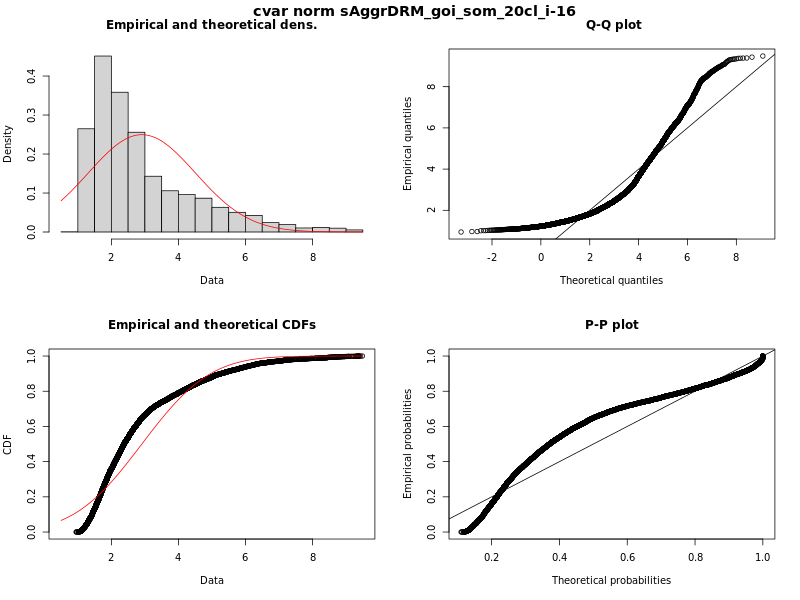 cvar norm sAggrDRM_goi_som_20cl_i-16
Empirical and theoretical dens.
Density
0.0 0.1 0.2 0.3 0.4
2 4 6 8
Data
Q-Q plot
Empirical quantiles
2 4 6 8
-2 0 2 4 6 8
Theoretical quantiles
Empirical and theoretical CDFs
CDF
0.0 0.2 0.4 0.6 0.8 1.0
2 4 6 8
Data
P-P plot
Empirical probabilities
0.0 0.2 0.4 0.6 0.8 1.0
0.2 0.4 0.6 0.8 1.0
Theoretical probabilities